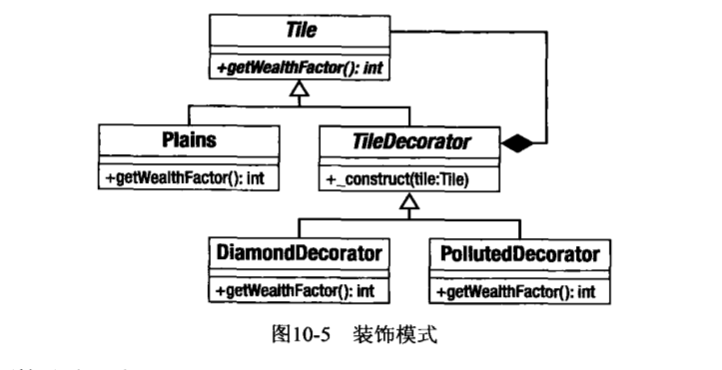 Tile
+getWealthFactor(): int
Plains
+getWealthFactor(): int
TileDecorator
+_construct(tile:Tile)
DiamondDecorator
+getWealthFactor(): int
PollutedDecorator
+getWealthFactor(): int
图10-5 装饰模式